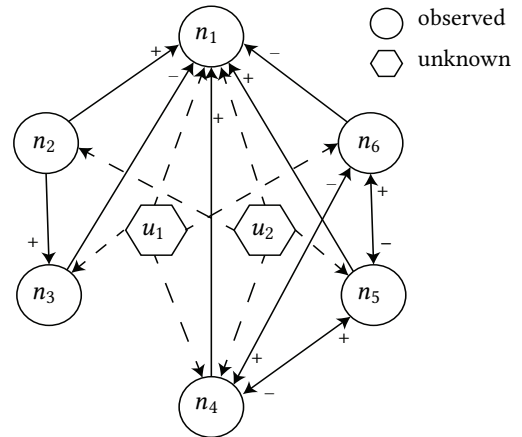 n1
observed
unknown
+
–
+
–
+
n2
n6
–
+
u1
u2
+
–
n3
n5
+
+
–
n4